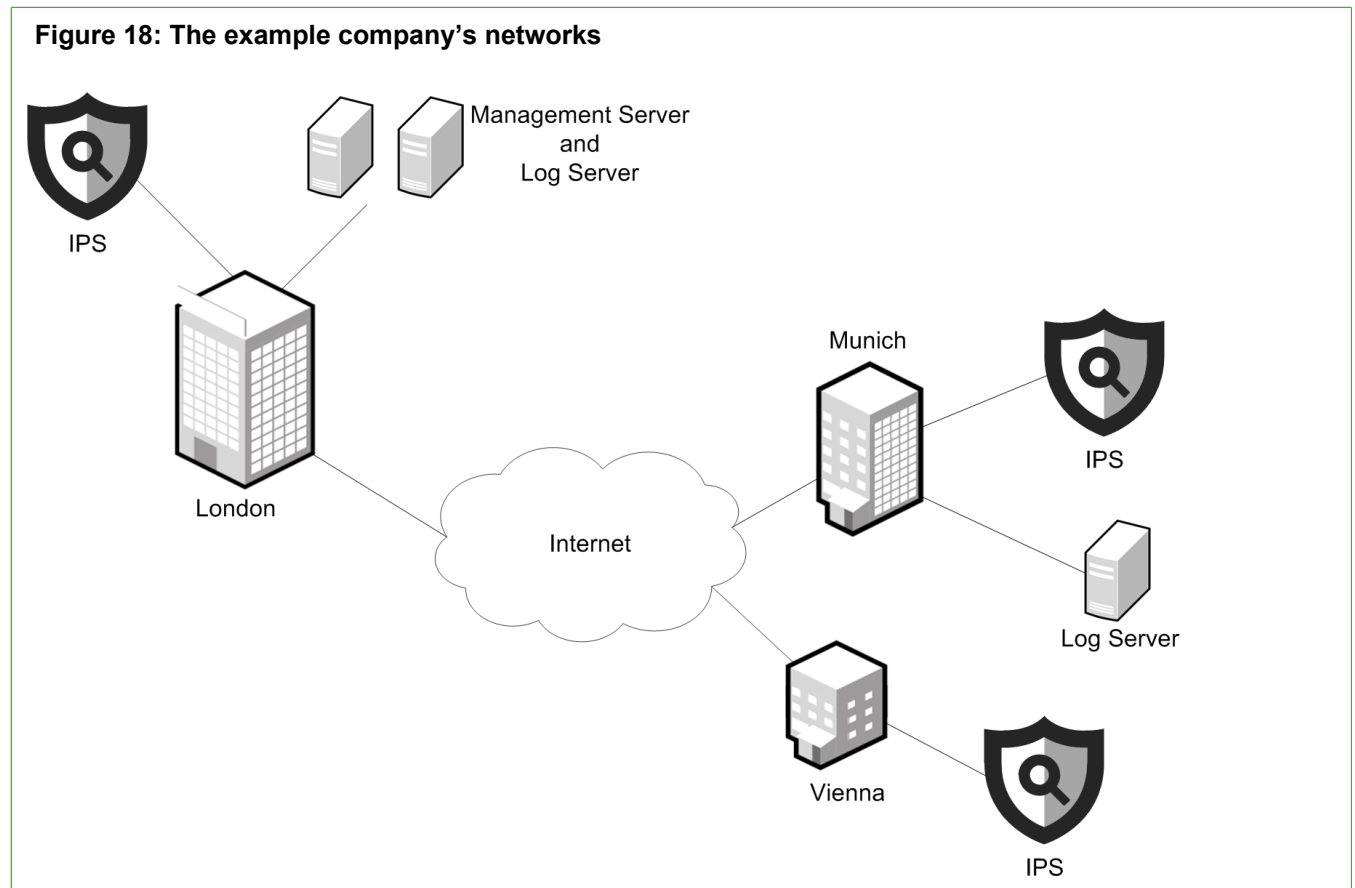 Figure 18: The example company’s networks
Management Server
and
Log Server
IPS
London
Munich
IPS
Internet
Log Server
Vienna
IPS